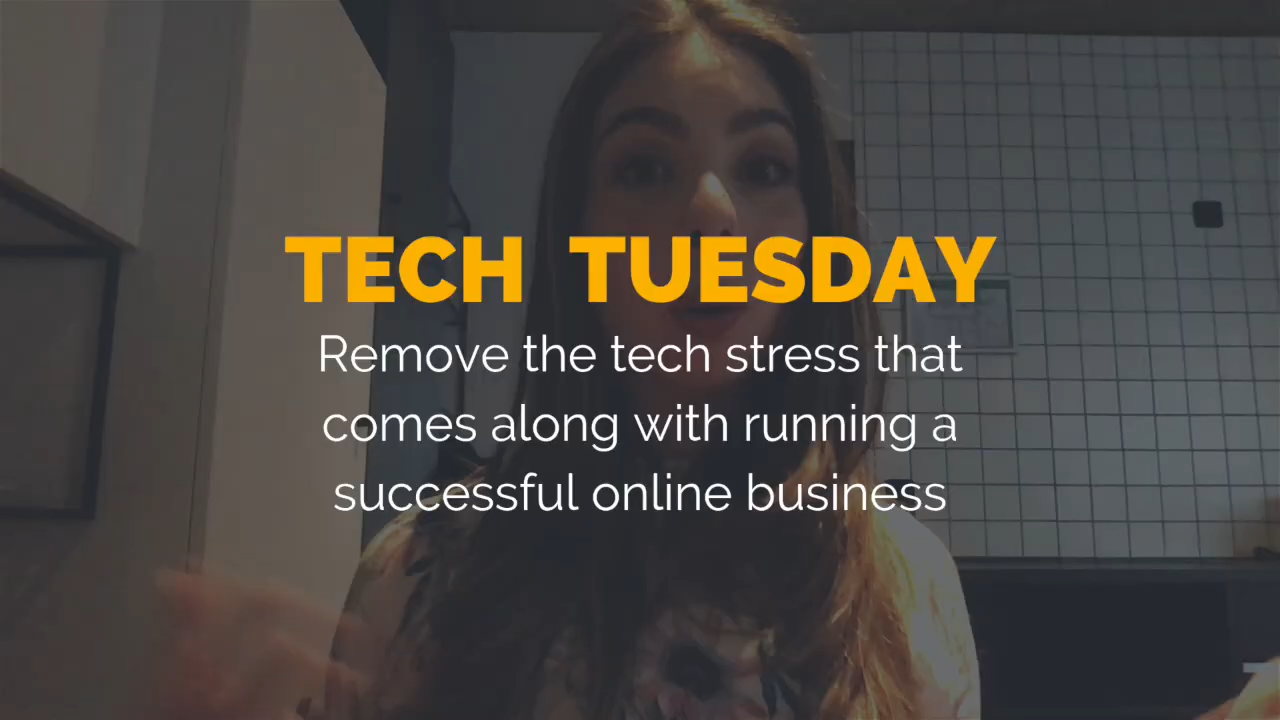 TECH TUESDAY
Remove the tech stress that
comes along with running a
successful online business